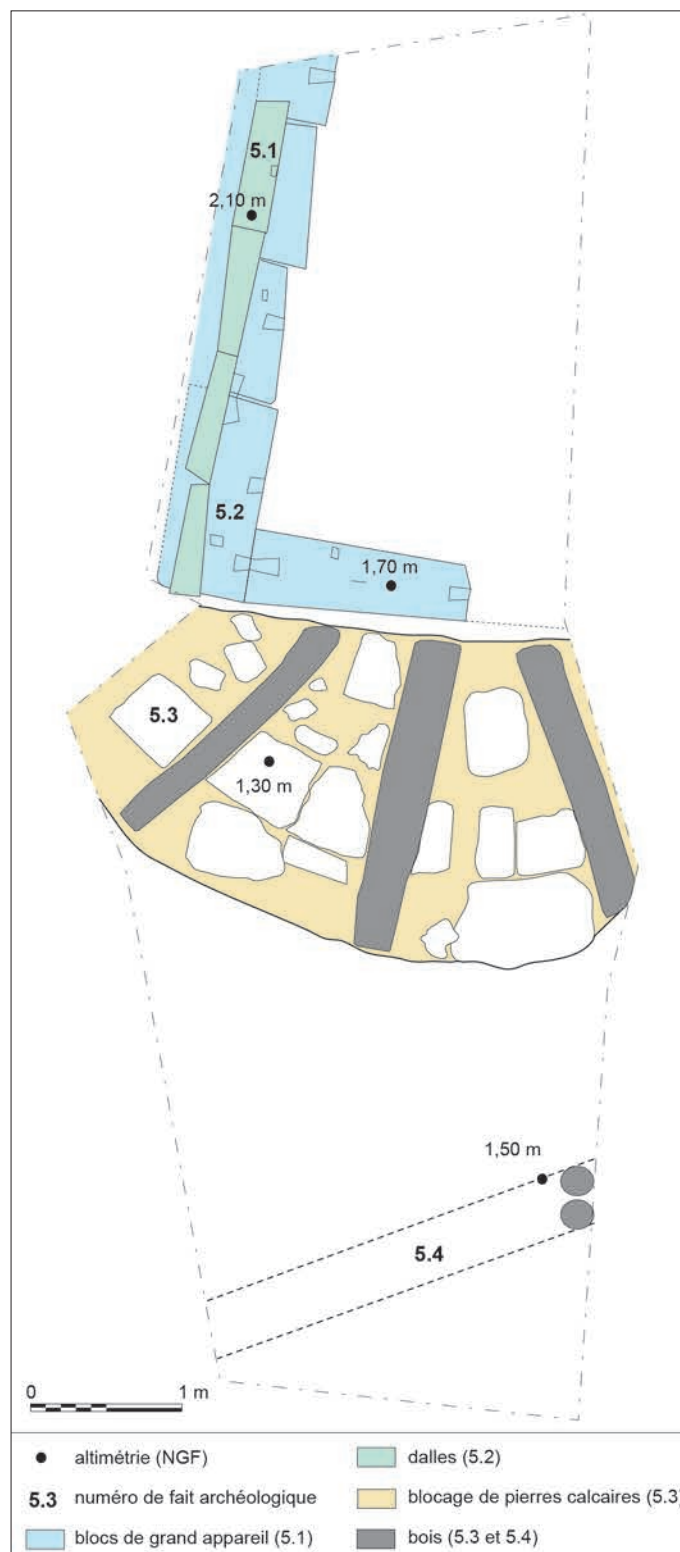 5.1
2,10 m
5.2
1,70 m
5.3
1,30 m
1,50 m
5.4
0 1 m
altimétrie (NGF)
dalles (5.2)
5.3 numéro de fait archéologique
blocage de pierres calcaires (5.3)
blocs de grand appareil (5.1)
bois (5.3 et 5.4)